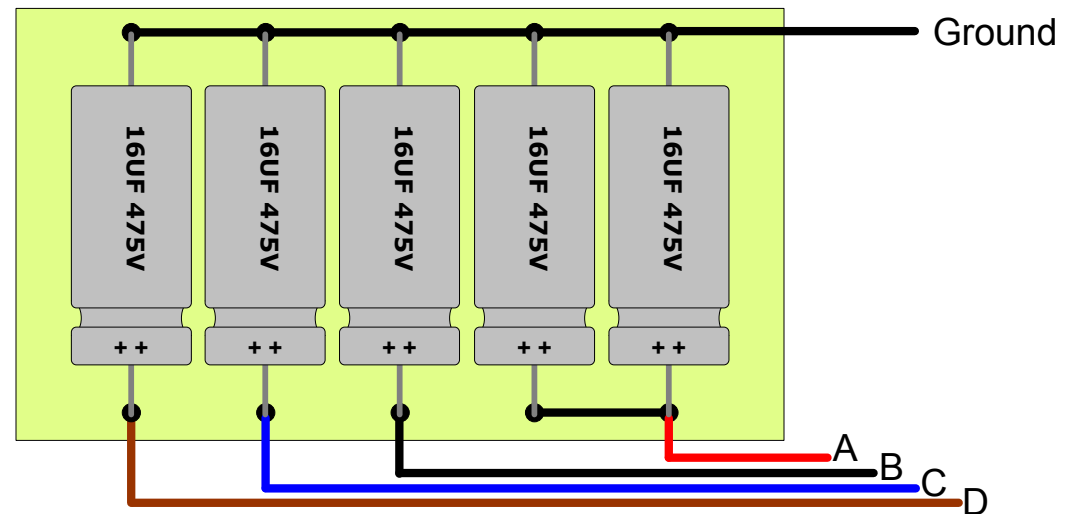 Ground
16UF 475V
16UF 475V
16UF 475V
16UF 475V
16UF 475V
+ +
+ +
+ +
+ +
+ +
A
B
C
D